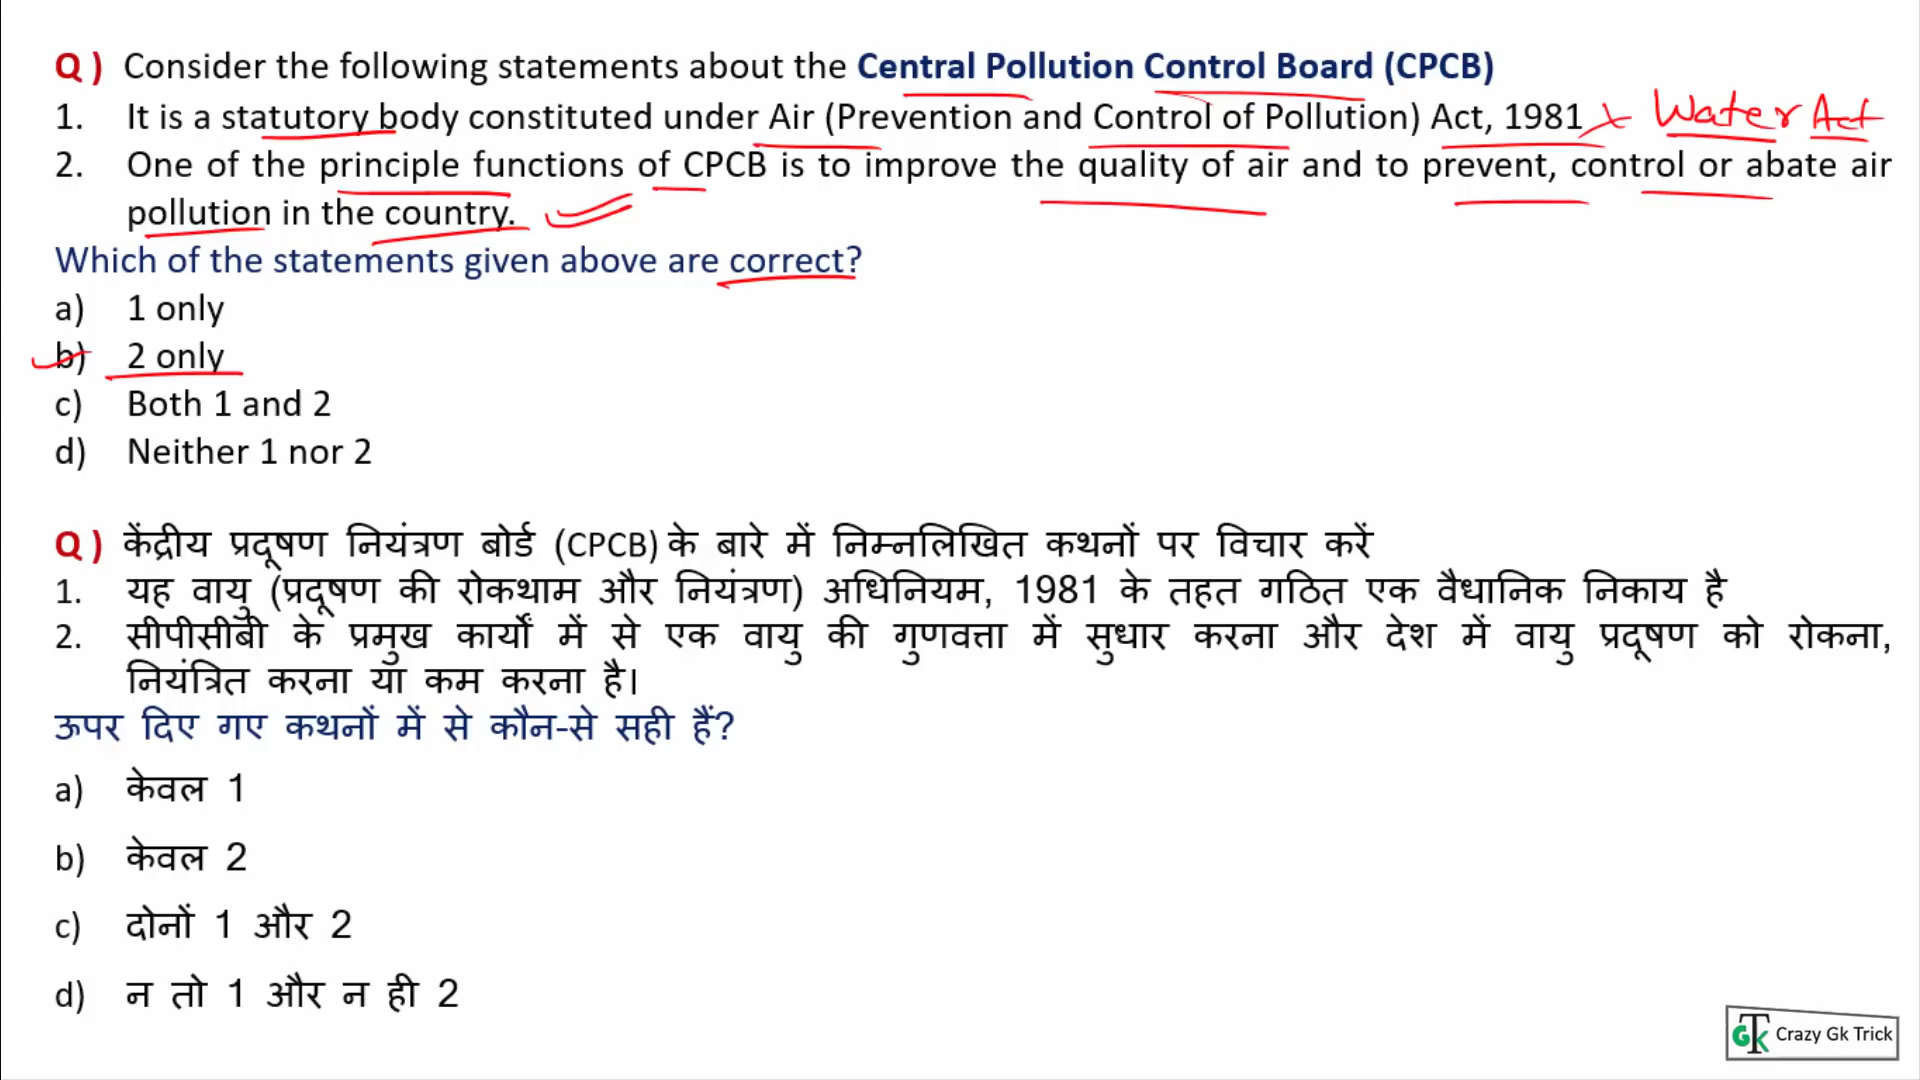 Q ) Consider the following statements about the Central Pollution Control Board (CPCB)
1. It is a statutory body constituted under Air (Prevention and Control of Pollution) Act, 1981 x Water Act
2. One of the principle functions of CPCB is to improve the quality of air and to prevent, control or abate air
pollution in the country.
Which of the statements given above are correct?
a) 1 only
b) 2 only
c) Both 1 and 2
d) Neither 1 nor 2
Q ) केंद्रीय प्रदूषण नियंत्रण बोर्ड (CPCB) के बारे में निम्नलिखित कथनों पर विचार करें
1. यह वायु (प्रदूषण की रोकथाम और नियंत्रण) अधिनियम, 1981 के तहत गठित एक वैधानिक निकाय है
2. सीपीसीबी के प्रमुख कार्यों में से एक वायु की गुणवत्ता में सुधार करना और देश में वायु प्रदूषण को रोकना,
नियंत्रित करना या कम करना है।
ऊपर दिए गए कथनों में से कौन-से सही हैं?
a) केवल 1
b) केवल 2
c) दोनों 1 और 2
d) न तो 1 और न ही 2
GTK Crazy Gk Trick